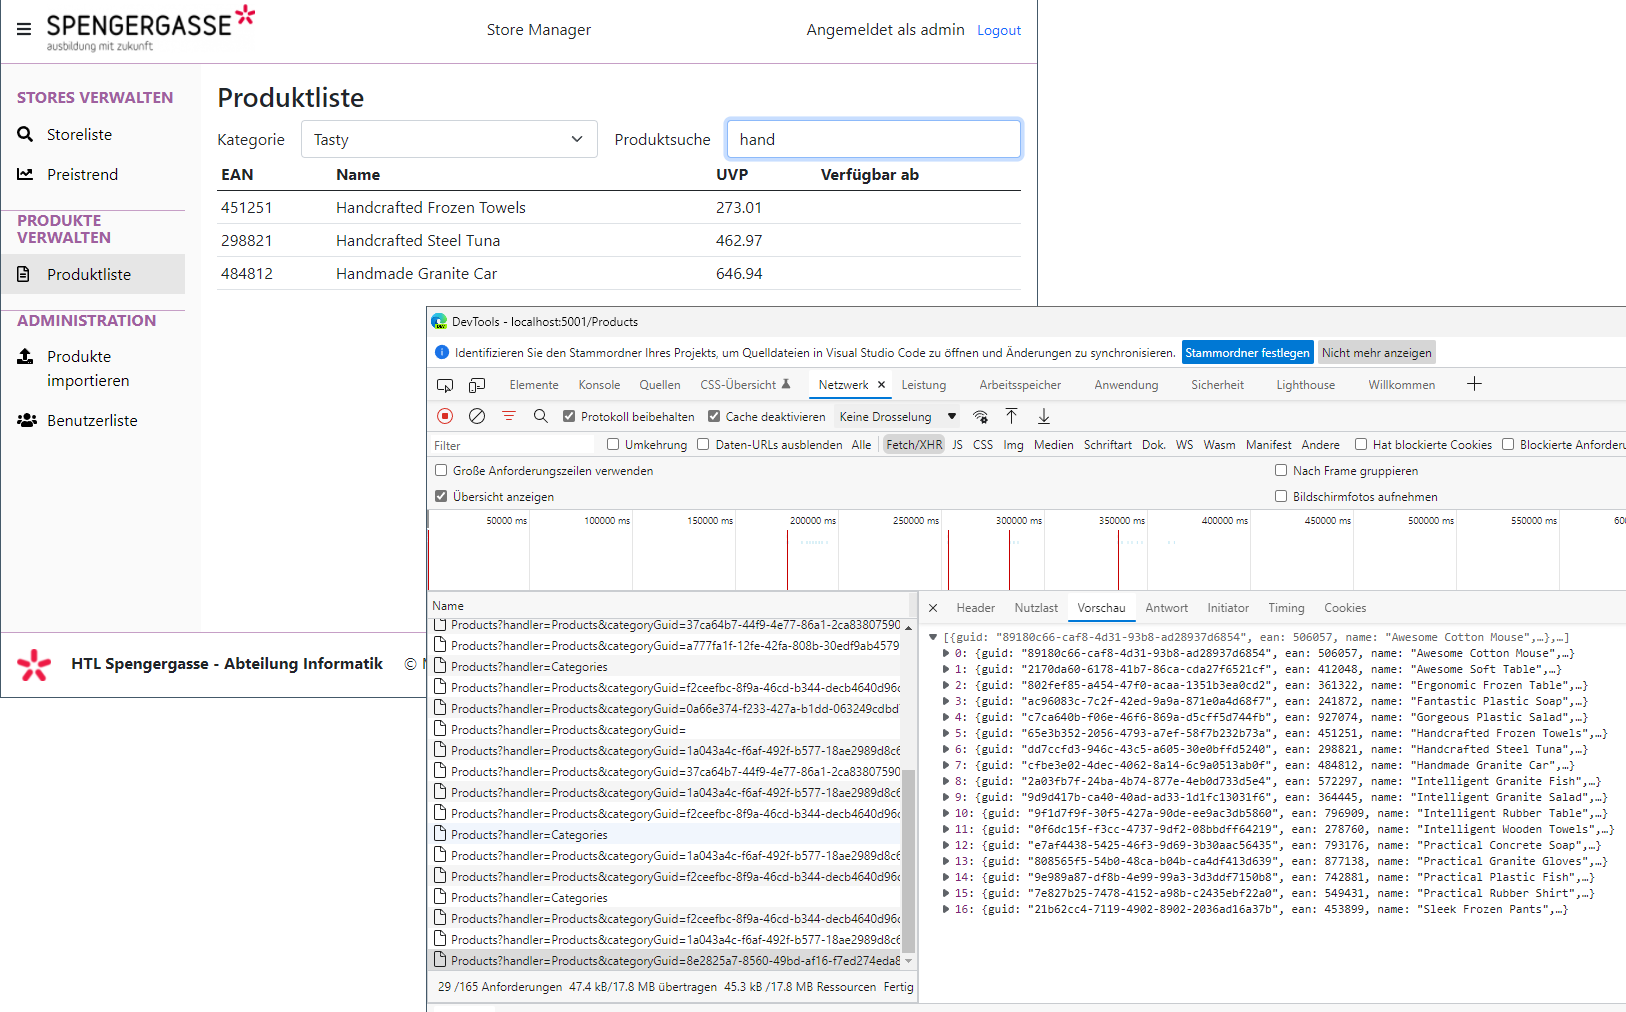 SPENGERGASSE
ausbildung mit zukunft
Store Manager
Angemeldet als admin Logout
STORES VERWALTEN
Storeliste
Preistrend
PRODUKTE
VERWALTEN
Produktliste
ADMINISTRATION
Produkte
importieren
Benutzerliste
Produktliste
Kategorie Tasty Produktsuche hand
EAN Name UVP Verfügbar ab
451251 Handcrafted Frozen Towels 273.01
298821 Handcrafted Steel Tuna 462.97
484812 Handmade Granite Car 646.94
HTL Spengergasse - Abteilung Informatik ©
DevTools - localhost:5001/Products
Identifizieren Sie den Stammordner Ihres Projekts, um Quelldateien in Visual Studio Code zu öffnen und Änderungen zu synchronisieren. Stammordner festlegen Nicht mehr anzeigen
Elemente Konsole Quellen CSS-Übersicht Netzwerk Leistung Arbeitsspeicher Anwendung Sicherheit Lighthouse Willkommen
Protokoll beibehalten Cache deaktivieren Keine Drosselung
Filter Umkehrung Daten-URLs ausblenden Alle Fetch/XHR JS CSS Img Medien Schriftart Dok. WS Wasm Manifest Andere Hat blockierte Cookies Blockierte Anforderu
Große Anforderungszeilen verwenden Nach Frame gruppieren
Übersicht anzeigen Bildschirmfotos aufnehmen
50000 ms 100000 ms 150000 ms 200000 ms 250000 ms 300000 ms 350000 ms 400000 ms 450000 ms 500000 ms 550000 ms 600
Name
Products?handler=Products&categoryGuid=37ca64b7-44f9-4e77-86a1-2ca83807590
Products?handler=Products&categoryGuid=a777fa1f-12fe-42fa-808b-30edf9ab4579
Products?handler=Categories
Products?handler=Products&categoryGuid=f2ceefbc-8f9a-46cd-b344-decb4640d96c
Products?handler=Products&categoryGuid=0a66e374-f233-427a-b1dd-063249cdbd
Products?handler=Products&categoryGuid=
Products?handler=Products&categoryGuid=1a043a4c-f6af-492f-b577-18ae2989d8c6
Products?handler=Products&categoryGuid=37ca64b7-44f9-4e77-86a1-2ca83807590
Products?handler=Products&categoryGuid=1a043a4c-f6af-492f-b577-18ae2989d8c6
Products?handler=Products&categoryGuid=f2ceefbc-8f9a-46cd-b344-decb4640d96c
Products?handler=Categories
Products?handler=Products&categoryGuid=1a043a4c-f6af-492f-b577-18ae2989d8c6
Products?handler=Products&categoryGuid=f2ceefbc-8f9a-46cd-b344-decb4640d96c
Products?handler=Categories
Products?handler=Products&categoryGuid=f2ceefbc-8f9a-46cd-b344-decb4640d96c
Products?handler=Products&categoryGuid=1a043a4c-f6af-492f-b577-18ae2989d8c6
Products?handler=Products&categoryGuid=8e2825a7-8560-49bd-af16-f7ed274eda8
29 /165 Anforderungen 47.4 kB/17.8 MB übertragen 45.3 kB /17.8 MB Ressourcen Fertig
Header Nutzlast Vorschau Antwort Initiator Timing Cookies
[{guid: "89180c66-caf8-4d31-93b8-ad28937d6854", ean: 506057, name: "Awesome Cotton Mouse",…},…]
0: {guid: "89180c66-caf8-4d31-93b8-ad28937d6854", ean: 506057, name: "Awesome Cotton Mouse",…}
1: {guid: "2170da60-6178-41b7-86ca-cda27f6521cf", ean: 412048, name: "Awesome Soft Table",…}
2: {guid: "802fef85-a454-47f0-acaa-1351b3ea0cd2", ean: 361322, name: "Ergonomic Frozen Table",…}
3: {guid: "ac96083c-7c2f-42ed-9a9a-871e0a4d68f7", ean: 241872, name: "Fantastic Plastic Soap",…}
4: {guid: "c7ca640b-f06e-46f6-869a-d5cff5d744fb", ean: 927074, name: "Gorgeous Plastic Salad",…}
5: {guid: "65e3b352-2056-4793-a7ef-58f7b232b73a", ean: 451251, name: "Handcrafted Frozen Towels",…}
6: {guid: "dd7ccfd3-946c-43c5-a605-30e0bffd5240", ean: 298821, name: "Handcrafted Steel Tuna",…}
7: {guid: "cfbe3e02-4dec-4062-8a14-6c9a0513ab0f", ean: 484812, name: "Handmade Granite Car",…}
8: {guid: "2a03fb7f-24ba-4b74-877e-4eb0d733d5e4", ean: 572297, name: "Intelligent Granite Fish",…}
9: {guid: "9d9d417b-ca40-40ad-ad33-1d1fc13031f6", ean: 364445, name: "Intelligent Granite Salad",…}
10: {guid: "9f1d7f9f-30f5-427a-90de-ee9ac3db5860", ean: 796909, name: "Intelligent Rubber Table",…}
11: {guid: "0f6dc15f-f3cc-4737-9df2-08bbdff64219", ean: 278760, name: "Intelligent Wooden Towels",…}
12: {guid: "e7af4438-5425-46f3-9d69-3b30aac56435", ean: 793176, name: "Practical Concrete Soap",…}
13: {guid: "808565f5-54b0-48ca-b04b-ca4df413d639", ean: 877138, name: "Practical Granite Gloves",…}
14: {guid: "9e989a87-df8b-4e99-99a3-3d3ddf7150b8", ean: 742881, name: "Practical Plastic Fish",…}
15: {guid: "7e827b25-7478-4152-a98b-c2435ebf22a0", ean: 549431, name: "Practical Rubber Shirt",…}
16: {guid: "21b62cc4-7119-4902-8902-2036ad16a37b", ean: 453899, name: "Sleek Frozen Pants",…}